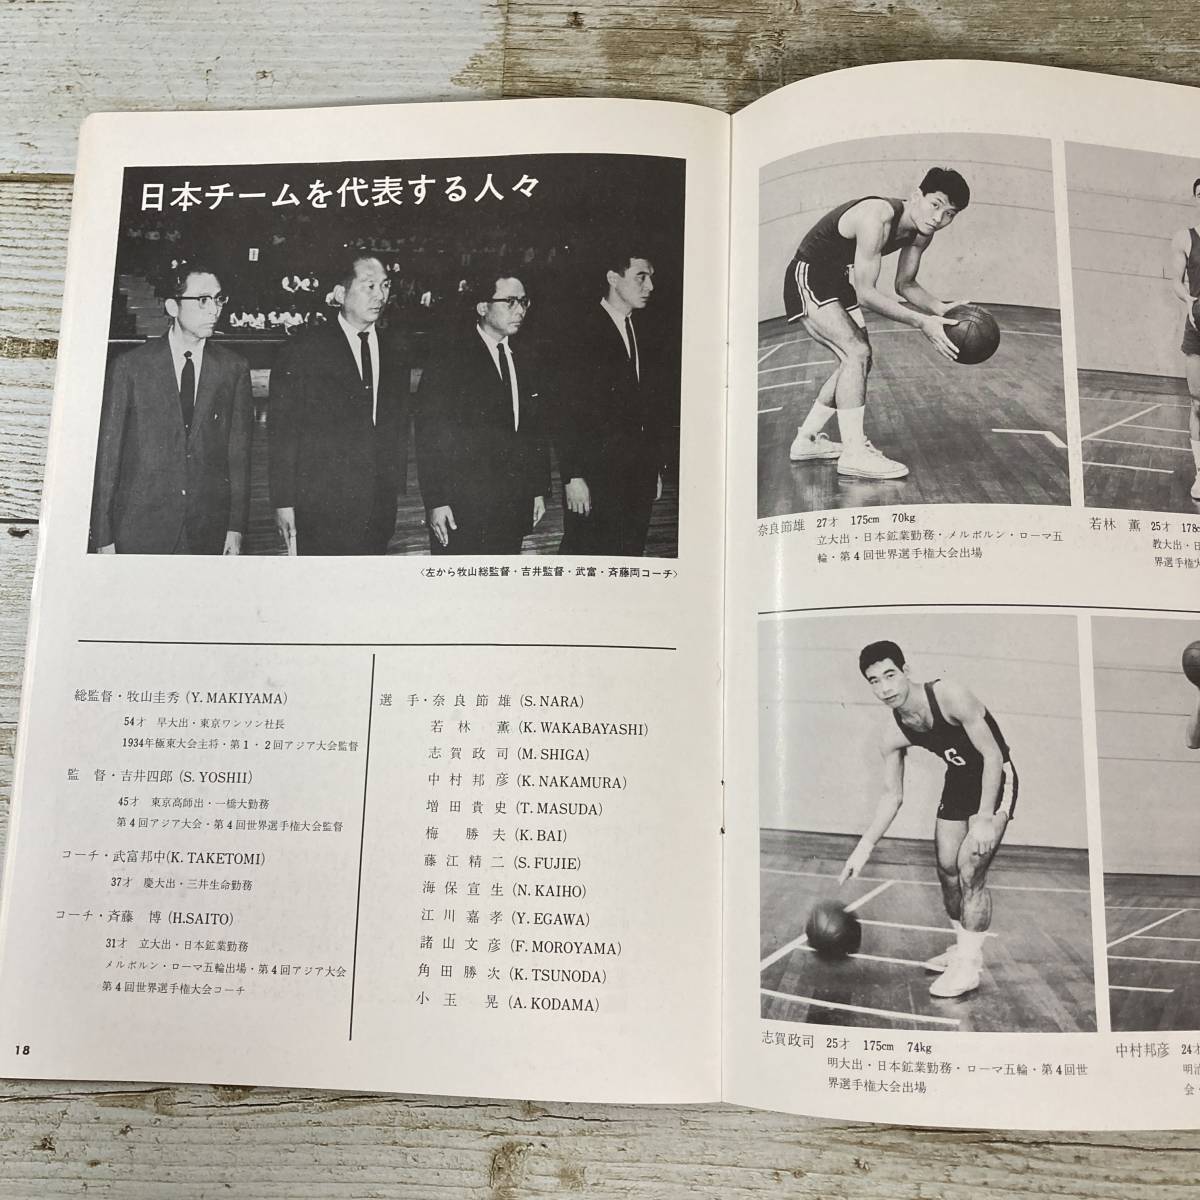 日本チームを代表する人々
〈左から牧山総監督・吉井監督・武富・斉藤両コーチ〉
総監督・牧山圭秀 (Y. MAKIYAMA)
54才 早大出・東京ワンソン社長
1934年極東大会主将・第1・2回アジア大会監督
監 督・吉井四郎 (S. YOSHII)
45才 東京高師出・一橋大勤務
第4回アジア大会・第4回世界選手権大会監督
コーチ・武富邦中(K. TAKETOMI)
37才 慶大出・三井生命勤務
コーチ・斉藤 博 (H.SAITO)
31才 立大出・日本鉱業勤務
メルボルン・ローマ五輪出場・第4回アジア大会
第4回世界選手権大会コーチ
選 手・奈 良 節 雄 (S. NARA)
若 林 薫 (K. WAKABAYASHI)
志 賀 政 司 (M. SHIGA)
中 村 邦 彦 (K. NAKAMURA)
増 田 貴 史 (T. MASUDA)
梅 勝 夫 (K. BAI)
藤 江 精 二 (S. FUJIE)
海 保 宣 生 (N. KAIHO)
江 川 嘉 孝 (Y. EGAWA)
諸 山 文 彦 (F. MOROYAMA)
角 田 勝 次 (K. TSUNODA)
小 玉 晃 (A. KODAMA)
18
奈良節雄 27才 175cm 70kg
立大出・日本鉱業勤務・メルボルン・ローマ五
輪・第4回世界選手権大会出場
若林 薫 25才 178c
教大出・日
界選手権大
G
志賀政司 25才 175cm 74kg
明大出・日本鉱業勤務・ローマ五輪・第4回世
界選手権大会出場
中村邦彦 24才
明
会・